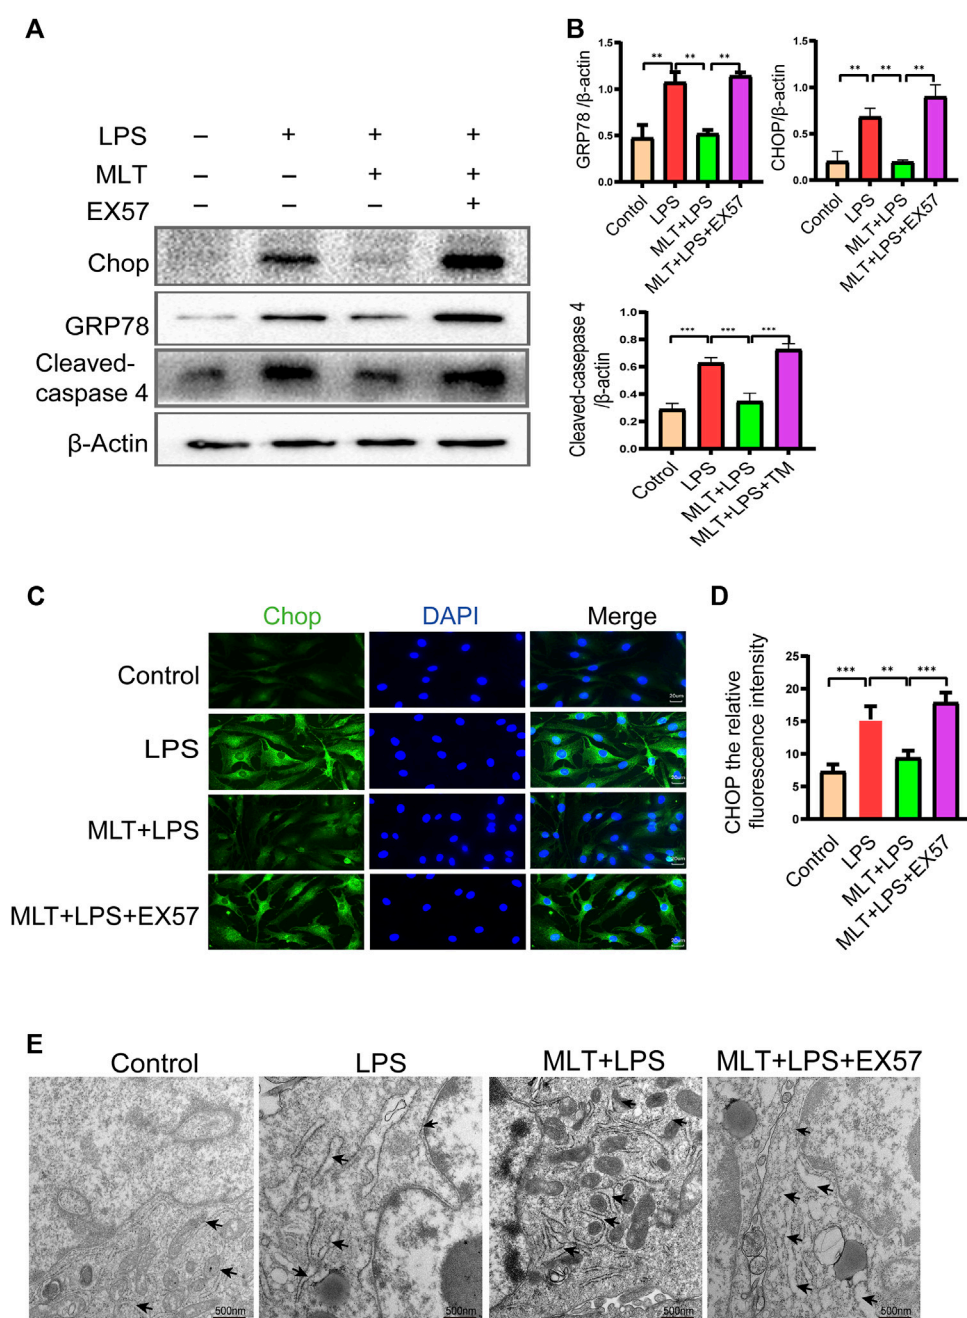 A
LPS – + + +
MLT – – + +
EX57 – – – +
Chop
GRP78
Cleaved-
caspase 4
β-Actin
B
GRP78 /β-actin
1.5
1.0
0.5
0.0
** ** **
Contol
LPS
MLT+LPS
MLT+LPS+EX57
CHOP/β-actin
1.5
1.0
0.5
0.0
** ** **
Control
LPS
MLT+LPS
MLT+LPS+EX57
Cleaved-casepase 4
/β-actin
1.0
0.8
0.6
0.4
0.2
0.0
*** *** ***
Cotrol
LPS
MLT+LPS
MLT+LPS+TM
C
Chop DAPI Merge
Control
20um
LPS
20um
MLT+LPS
20um
MLT+LPS+EX57
20um
D
CHOP the relative
fluorescence intensity
25
20
15
10
5
0
*** ** ***
Control
LPS
MLT+LPS
MLT+LPS+EX57
E
Control LPS MLT+LPS MLT+LPS+EX57
500nm 500nm 500nm 500nm